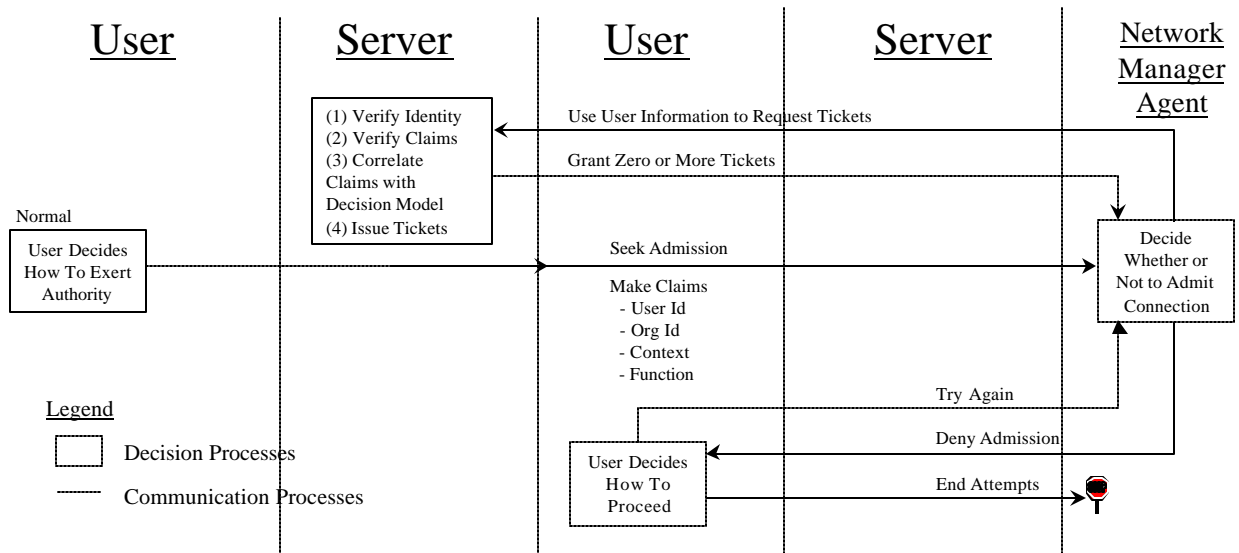 User
Server
User
Server
Network
Manager
Agent
(1) Verify Identity
(2) Verify Claims
(3) Correlate
Claims with
Decision Model
(4) Issue Tickets
Use User Information to Request Tickets
Grant Zero or More Tickets
Normal
User Decides
How To Exert
Authority
Seek Admission
Make Claims
- User Id
- Org Id
- Context
- Function
Decide
Whether or
Not to Admit
Connection
Try Again
Deny Admission
End Attempts
User Decides
How To
Proceed
Legend
Decision Processes
Communication Processes